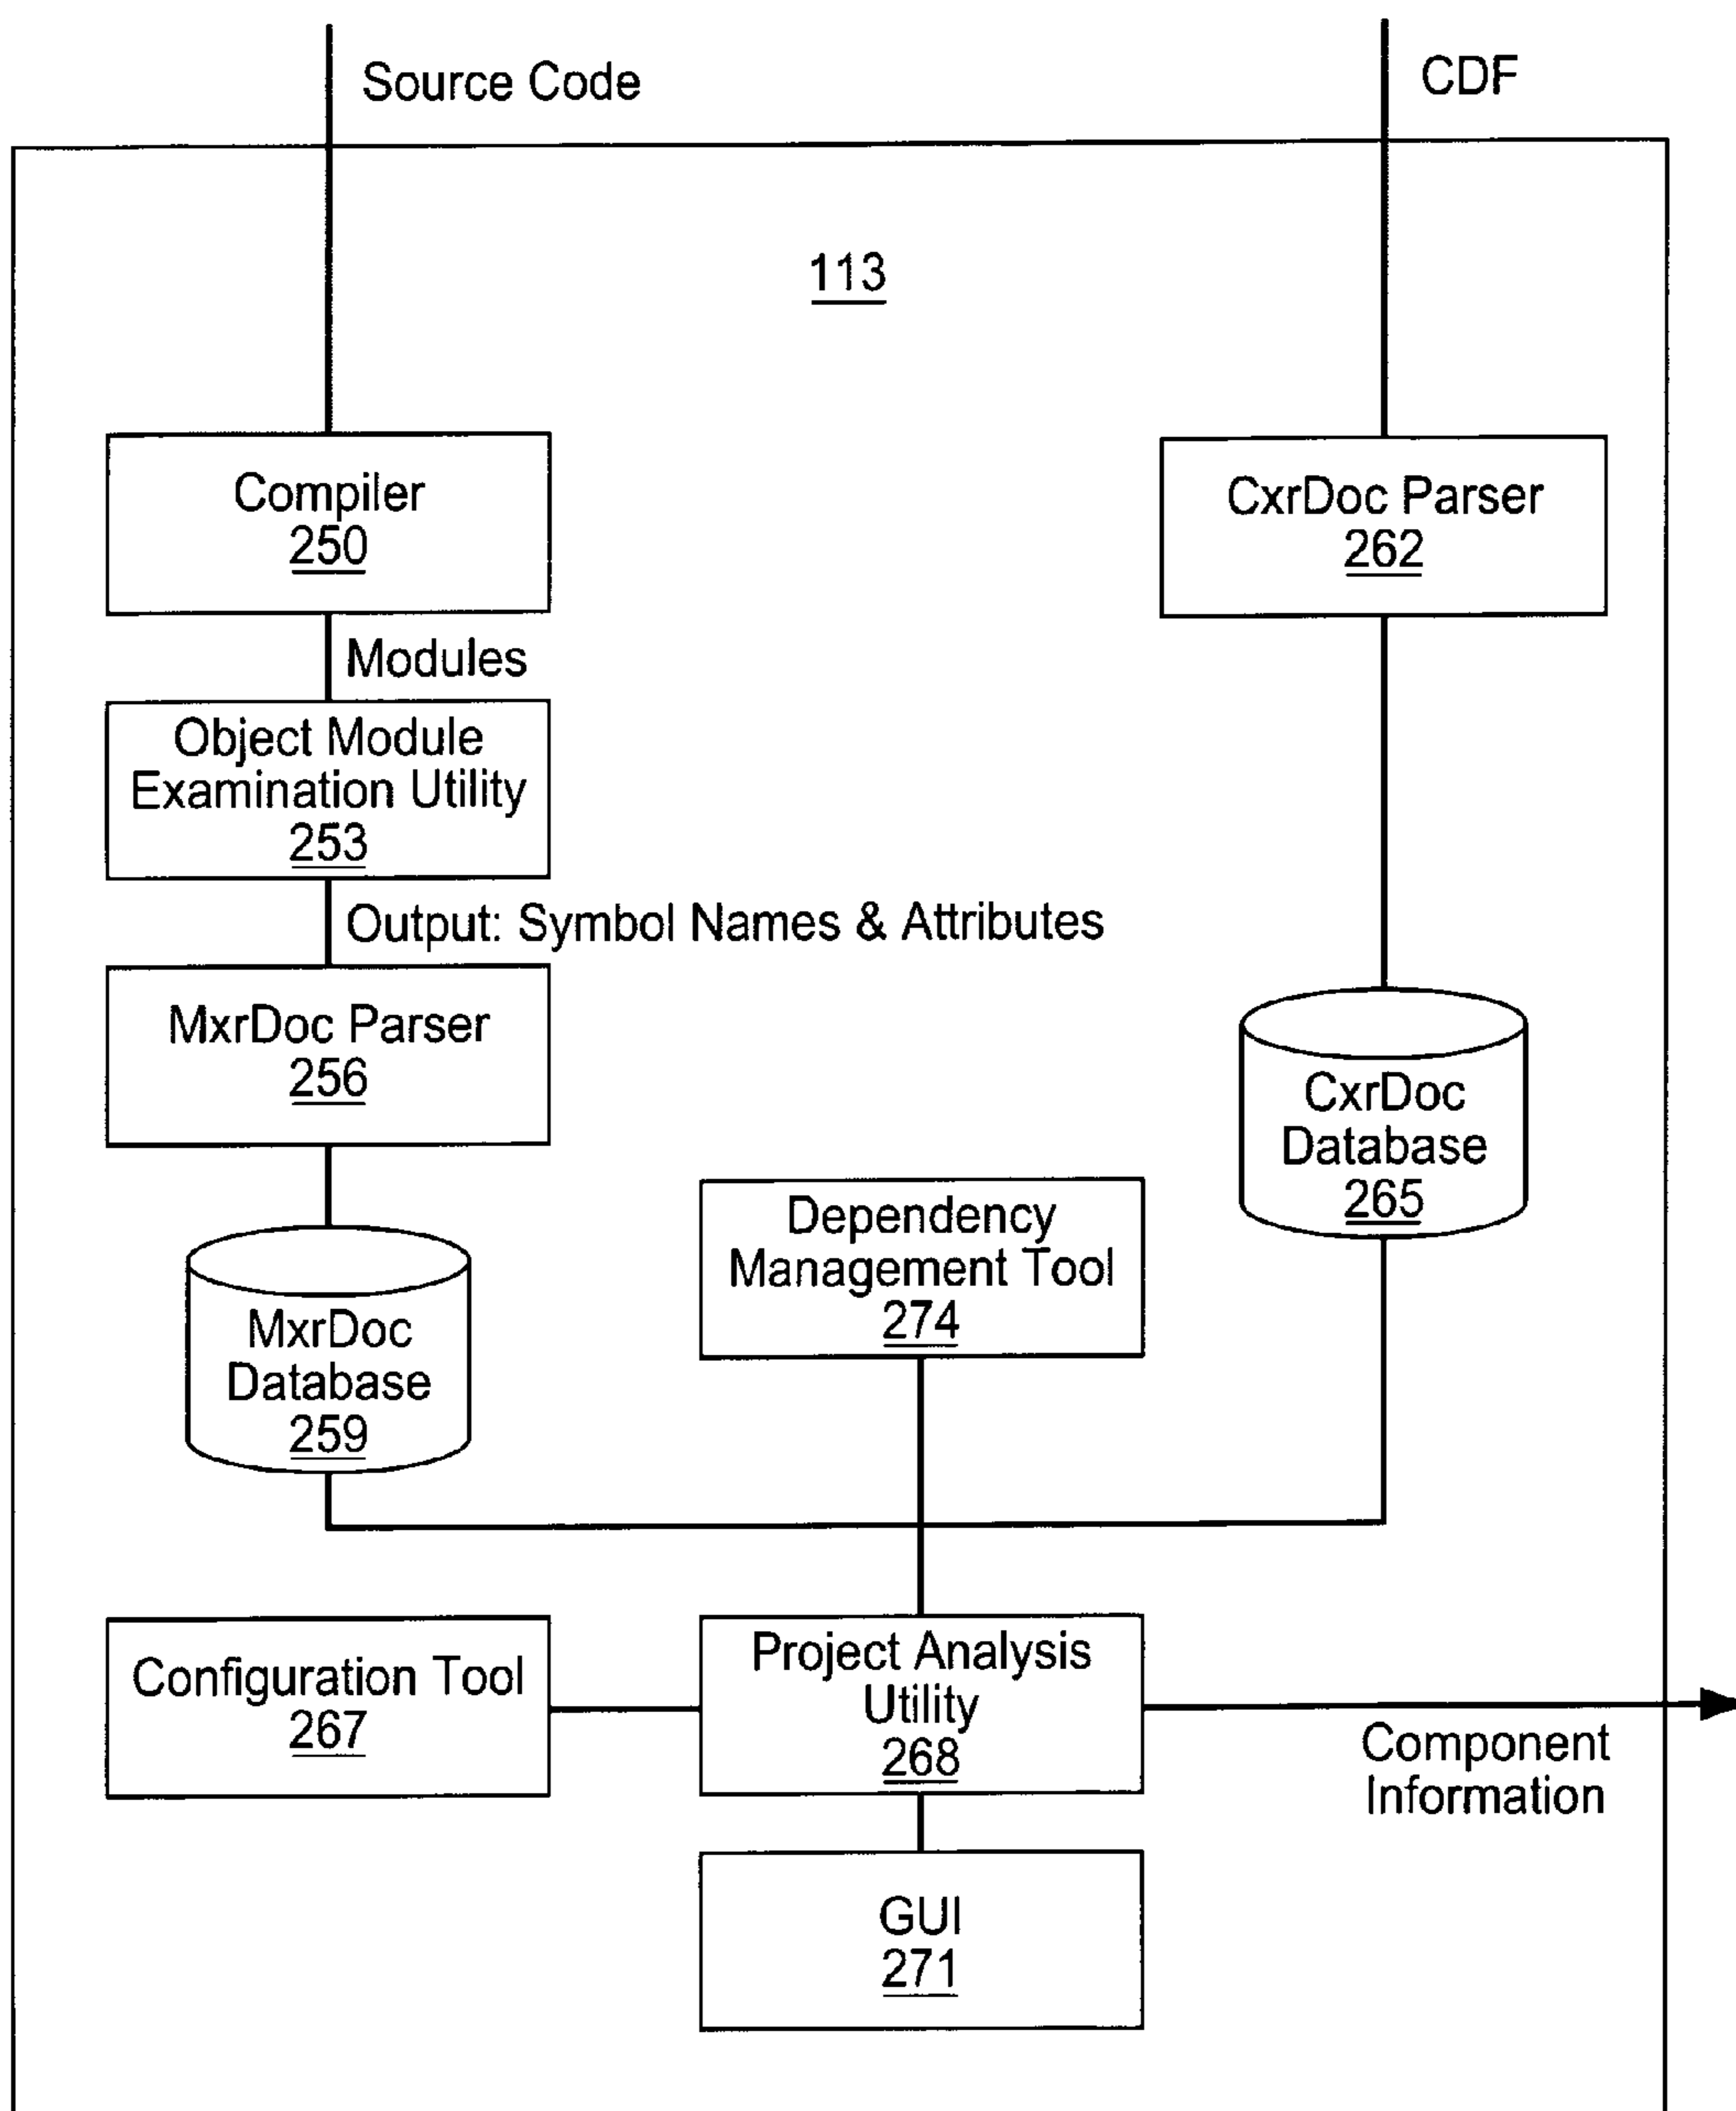 Source Code
CDF
113
Compiler
250
CxrDoc Parser
262
Modules
Object Module
Examination Utility
253
Output: Symbol Names & Attributes
MxrDoc Parser
256
CxrDoc
Database
265
Dependency
Management Tool
274
MxrDoc
Database
259
Configuration Tool
267
Project Analysis
Utility
268
Component
Information
GUI
271